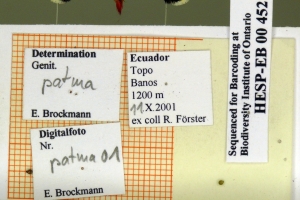 Determination
Genit.
patma
E. Brockmann
Ecuador
Topo
Banos
1200 m
11.X.2001
ex coll R. Förster
Digitalfoto
Nr.
patma 01
E. Brockmann
Sequenced for Barcoding at
Biodiversity Institute of Ontario
HESP-EB 00 452